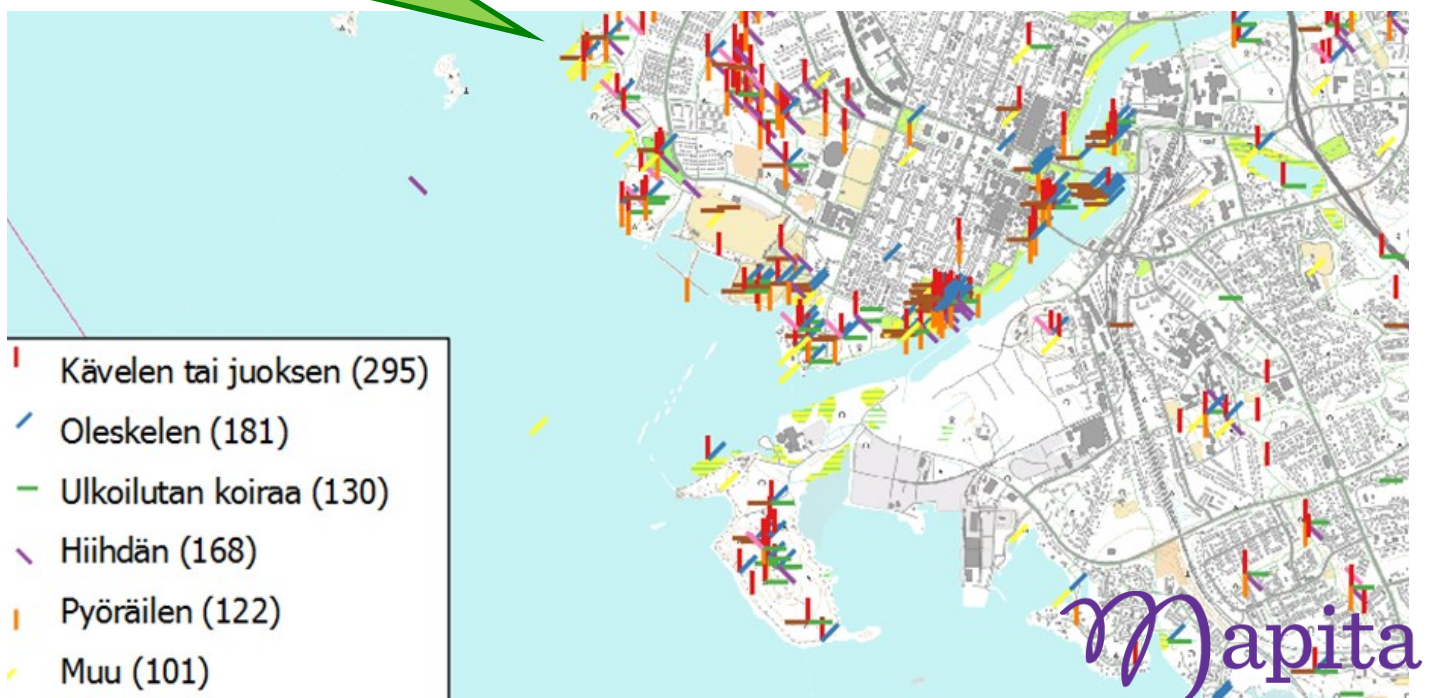 Kävelen tai juoksen (295)
Oleskelen (181)
Ulkoilutan koiraa (130)
Hiihdän (168)
Pyöräilen (122)
Muu (101)
Mapita